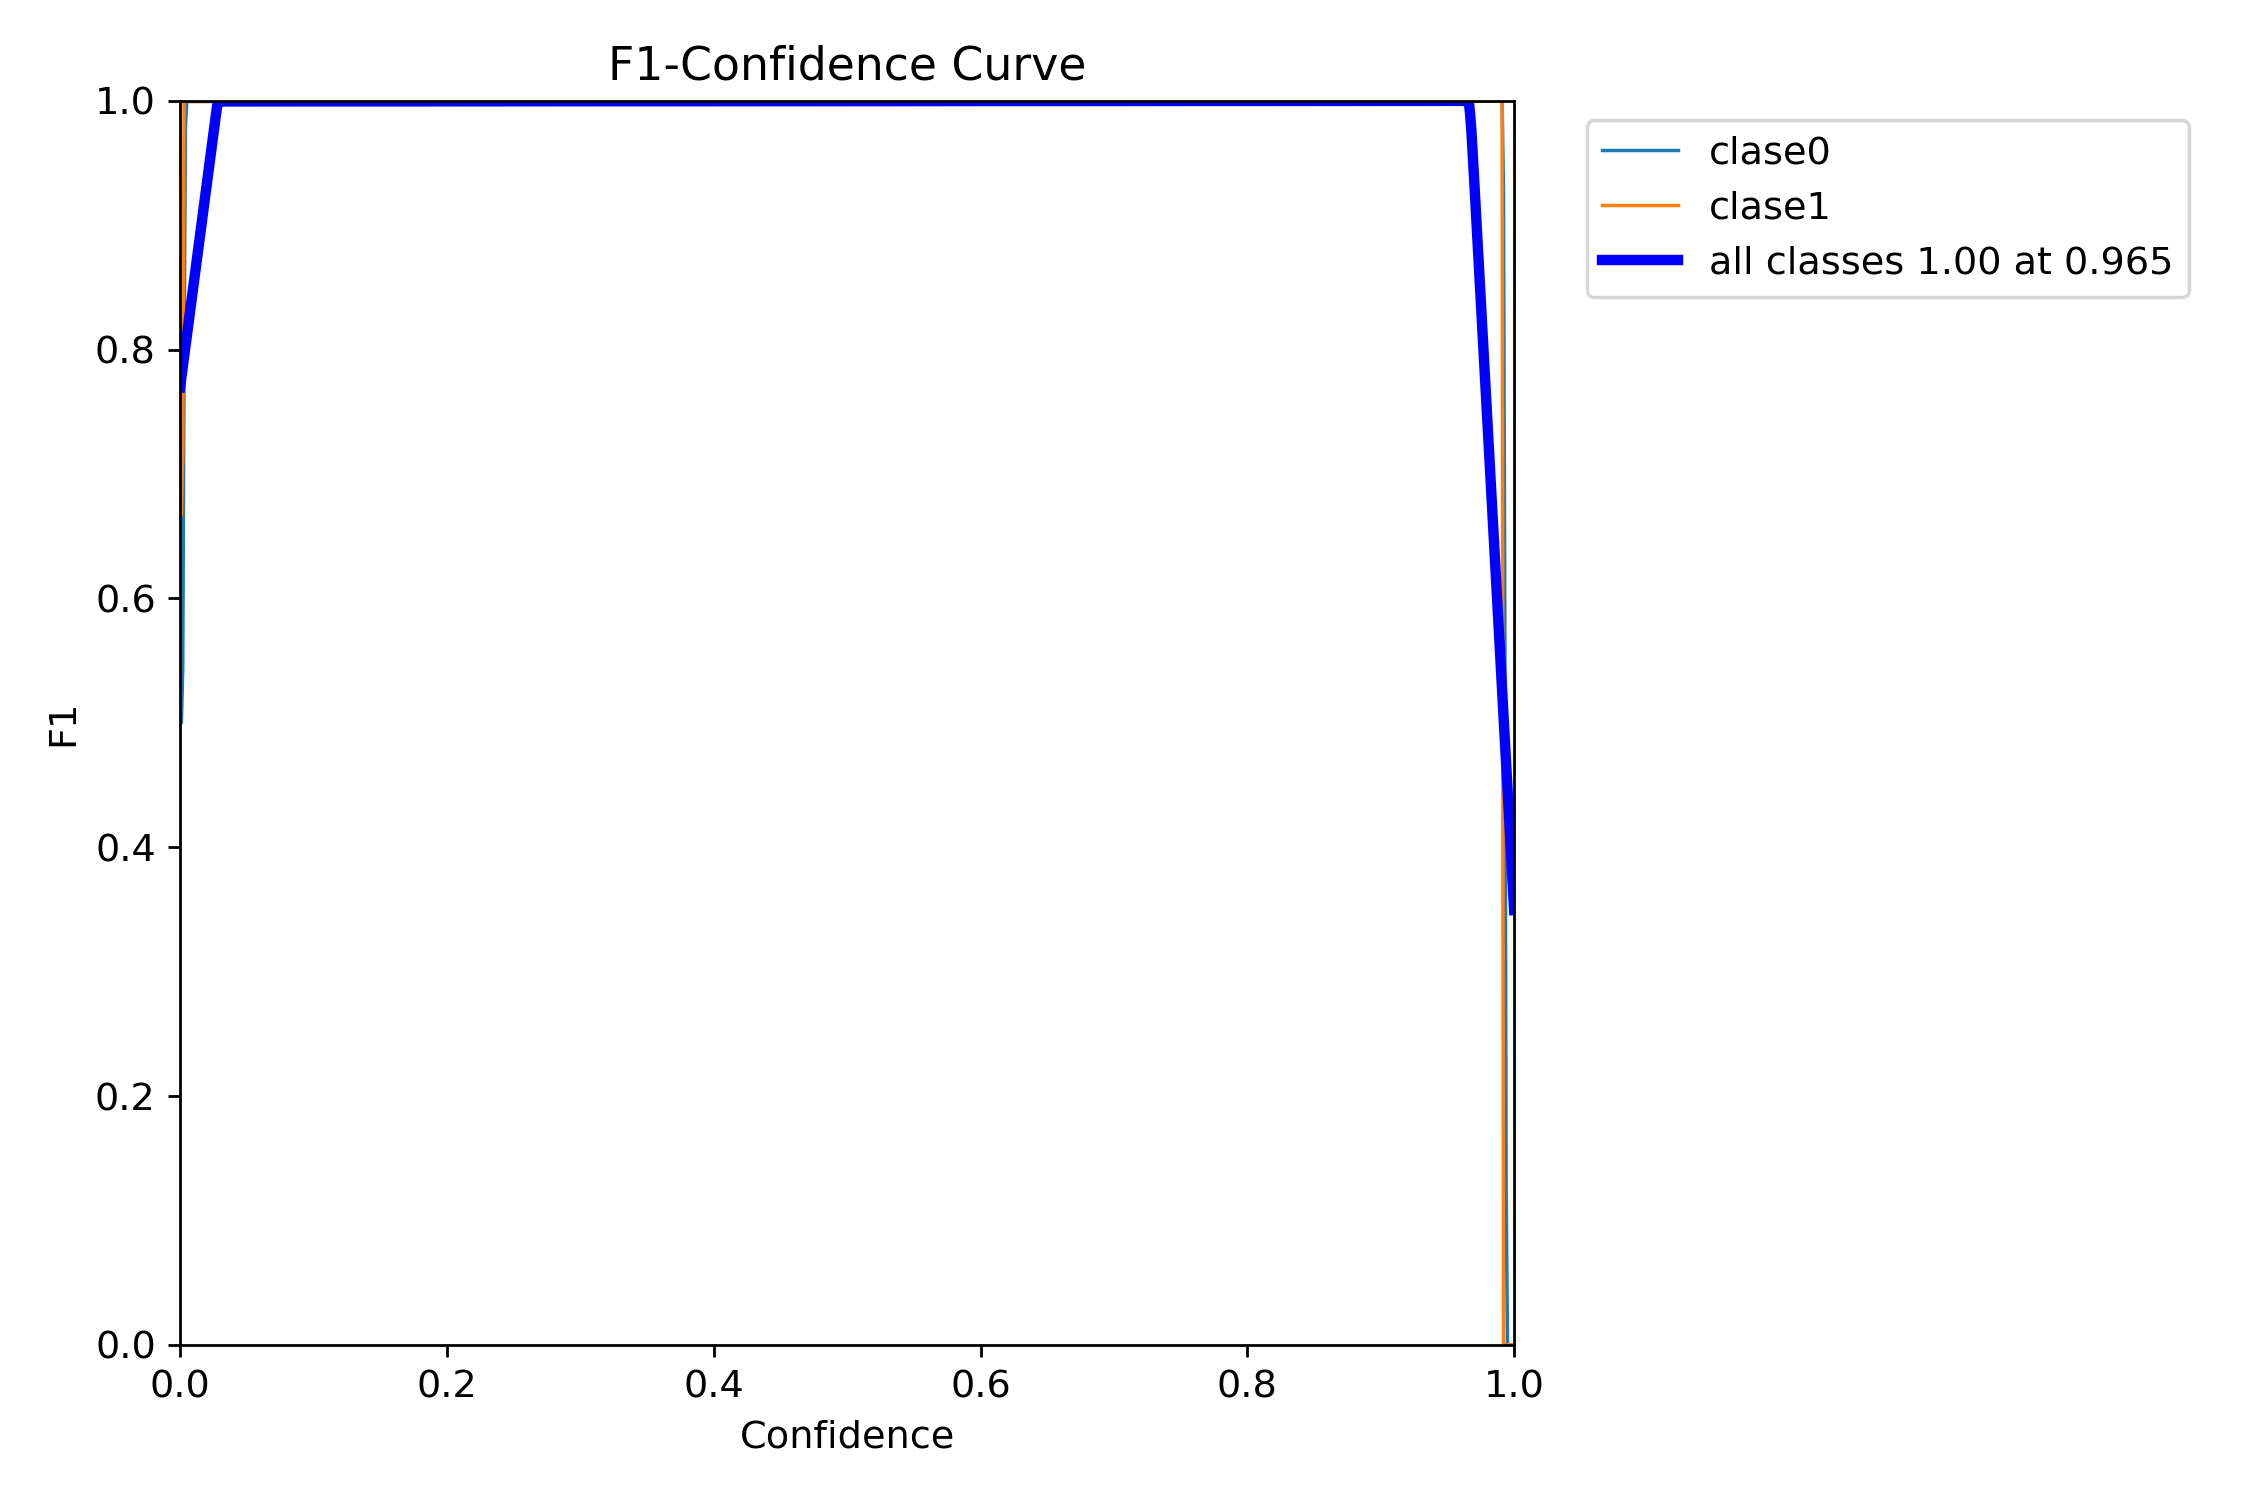 F1-Confidence Curve
1.0
0.8
0.6
0.4
0.2
0.0
F1
0.0 0.2 0.4 0.6 0.8 1.0
Confidence
clase0
clase1
all classes 1.00 at 0.965